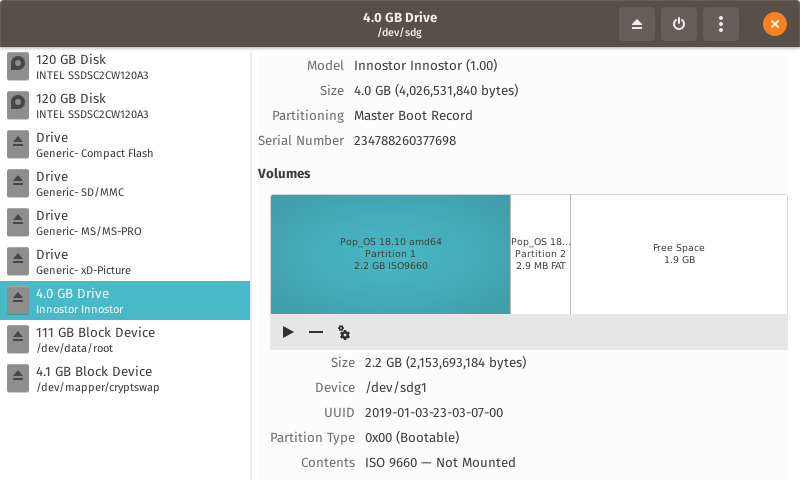 4.0 GB Drive
/dev/sdg
120 GB Disk
INTEL SSDSC2CW120A3
120 GB Disk
INTEL SSDSC2CW120A3
Drive
Generic- Compact Flash
Drive
Generic- SD/MMC
Drive
Generic- MS/MS-PRO
Drive
Generic- xD-Picture
4.0 GB Drive
Innostor Innostor
111 GB Block Device
/dev/data/root
4.1 GB Block Device
/dev/mapper/cryptswap
Model Innostor Innostor (1.00)
Size 4.0 GB (4,026,531,840 bytes)
Partitioning Master Boot Record
Serial Number 234788260377698
Volumes
Pop_OS 18.10 amd64
Partition 1
2.2 GB ISO9660
Pop_OS 18...
Partition 2
2.9 MB FAT
Free Space
1.9 GB
Size 2.2 GB (2,153,693,184 bytes)
Device /dev/sdg1
UUID 2019-01-03-23-03-07-00
Partition Type 0x00 (Bootable)
Contents ISO 9660 — Not Mounted